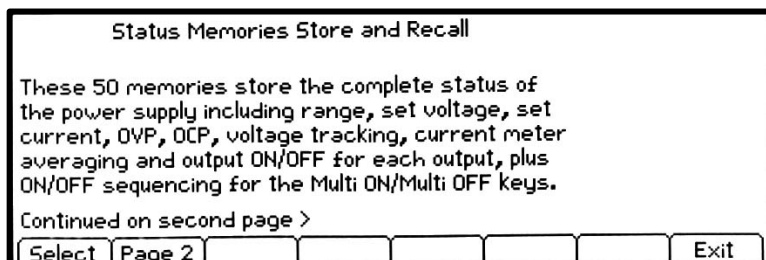 Status Memories Store and Recall
These 50 memories store the complete status of
the power supply including range, set voltage, set
current, OVP, OCP, voltage tracking, current meter
averaging and output ON/OFF for each output, plus
ON/OFF sequencing for the Multi ON/Multi OFF keys.
Continued on second page >
Select Page 2 Exit